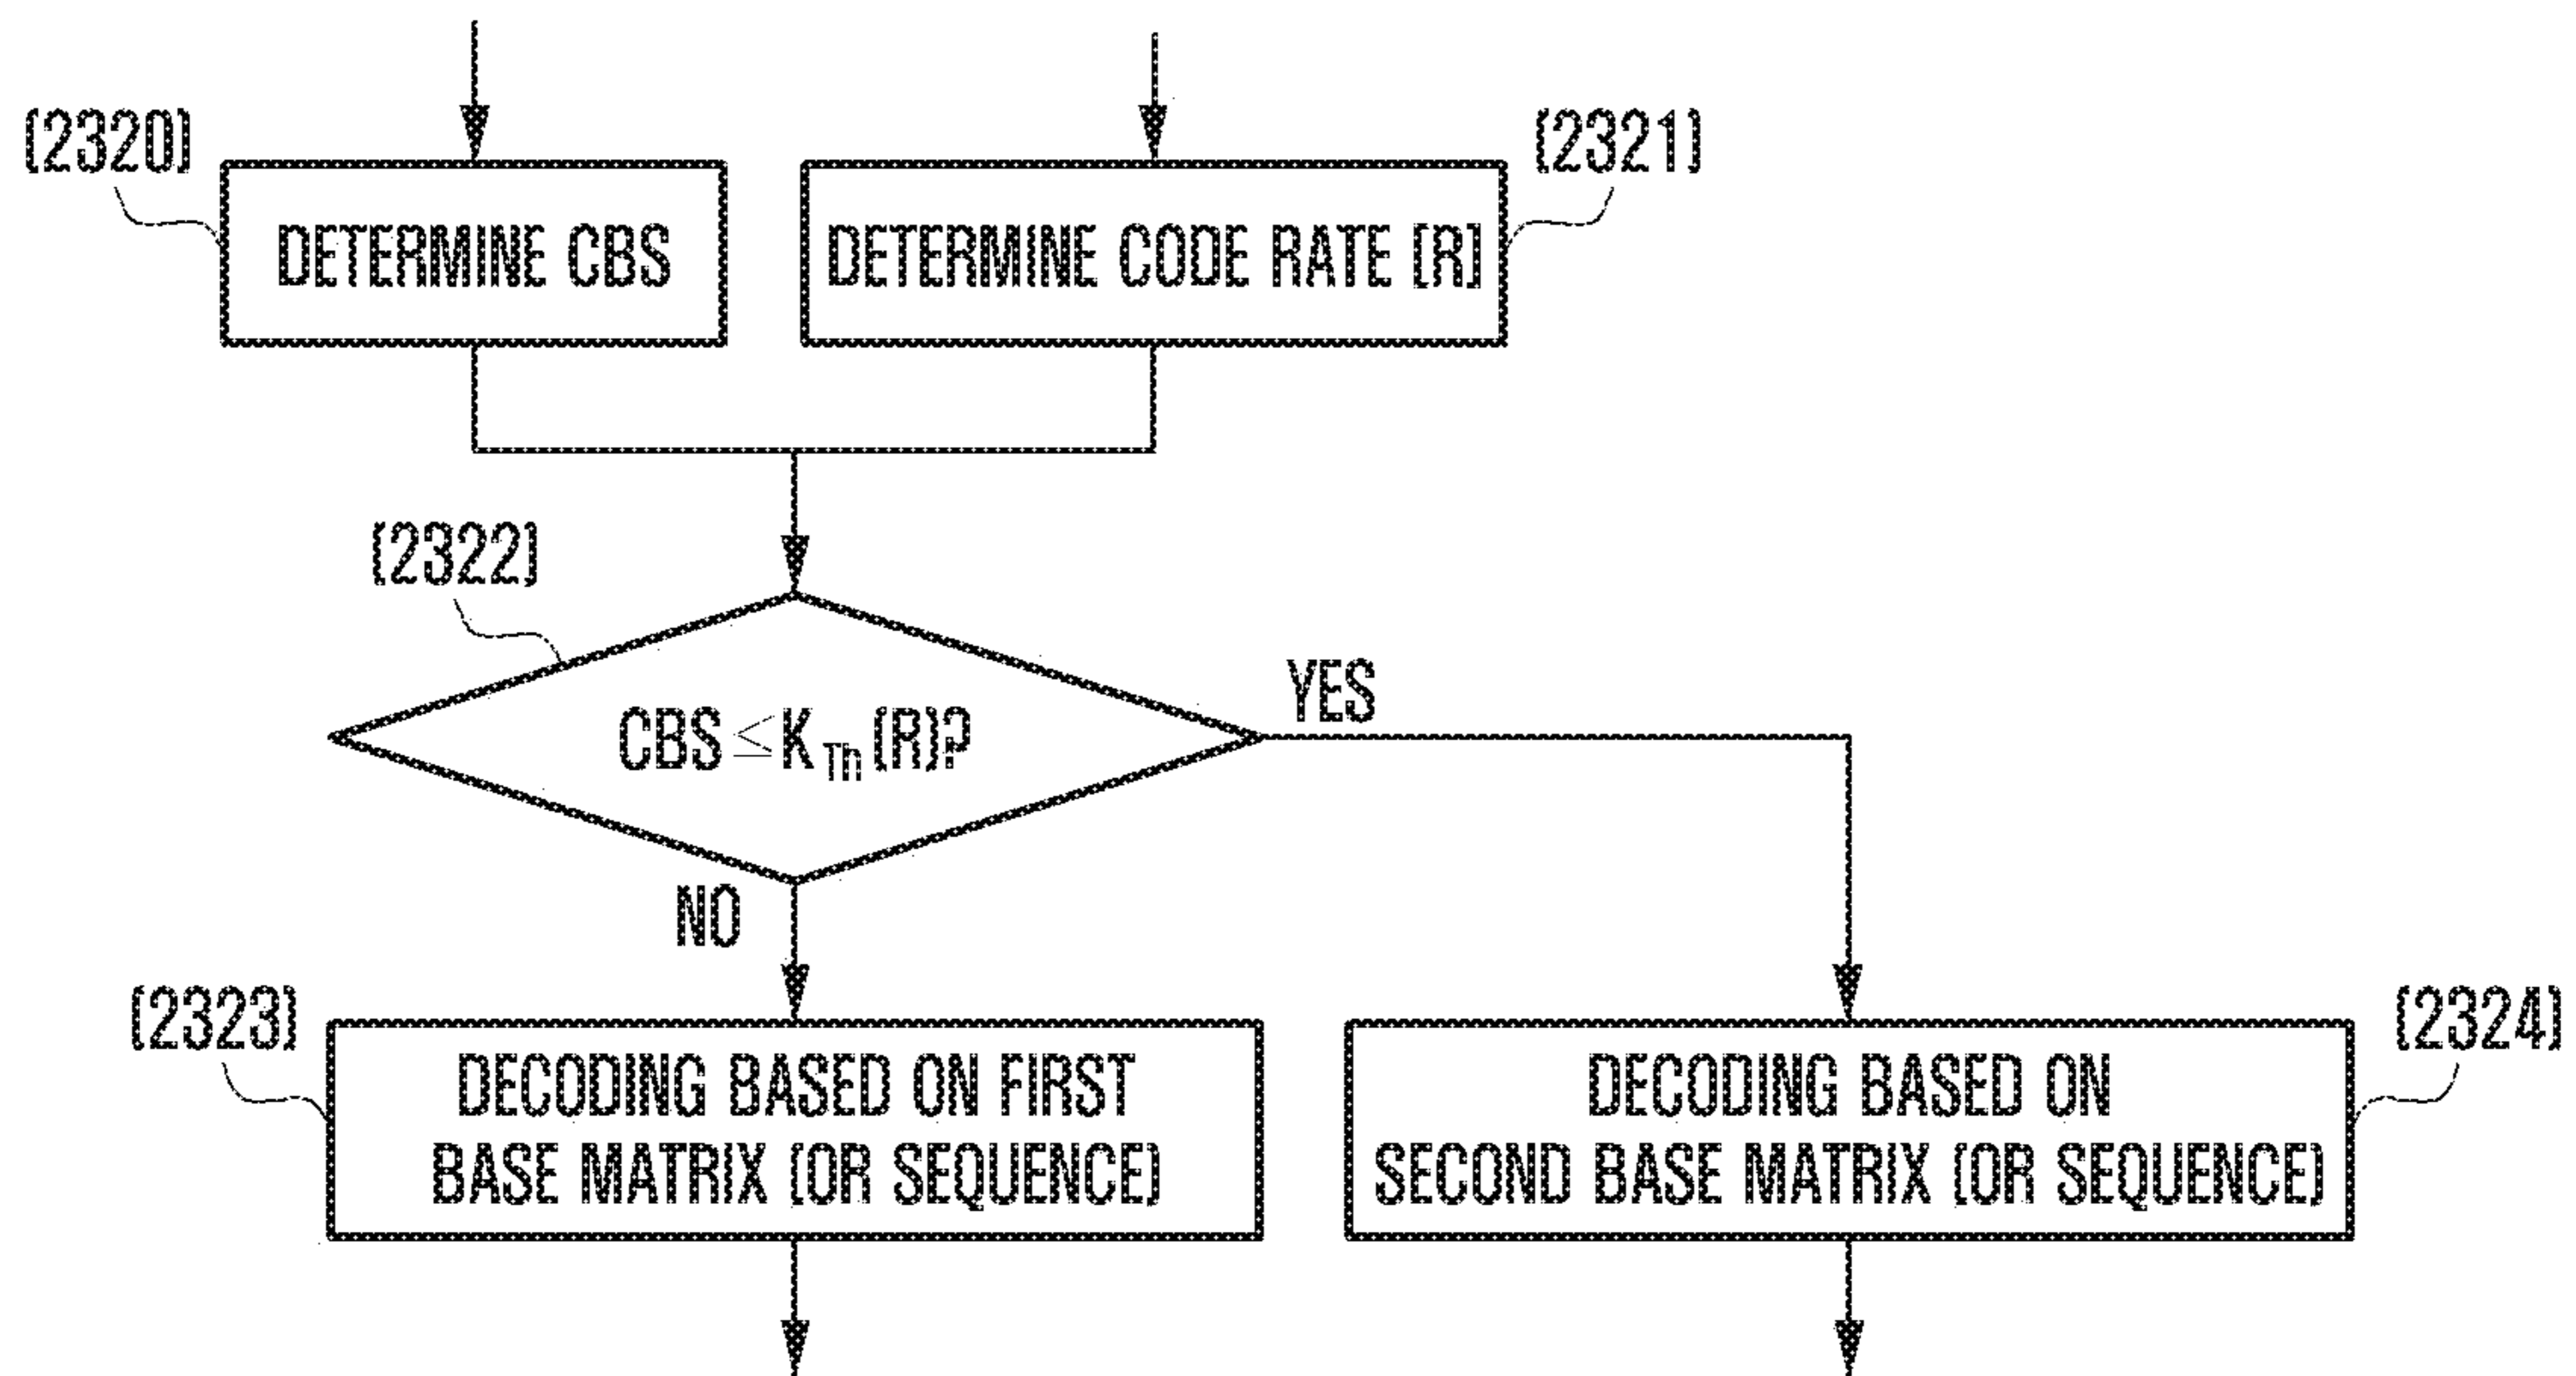 (2320)
DETERMINE CBS
DETERMINE CODE RATE [R]
(2321)
(2322)
CBS ≤ K Th (R)?
YES
NO
(2323)
DECODING BASED ON FIRST
BASE MATRIX (OR SEQUENCE)
DECODING BASED ON
SECOND BASE MATRIX (OR SEQUENCE)
(2324)